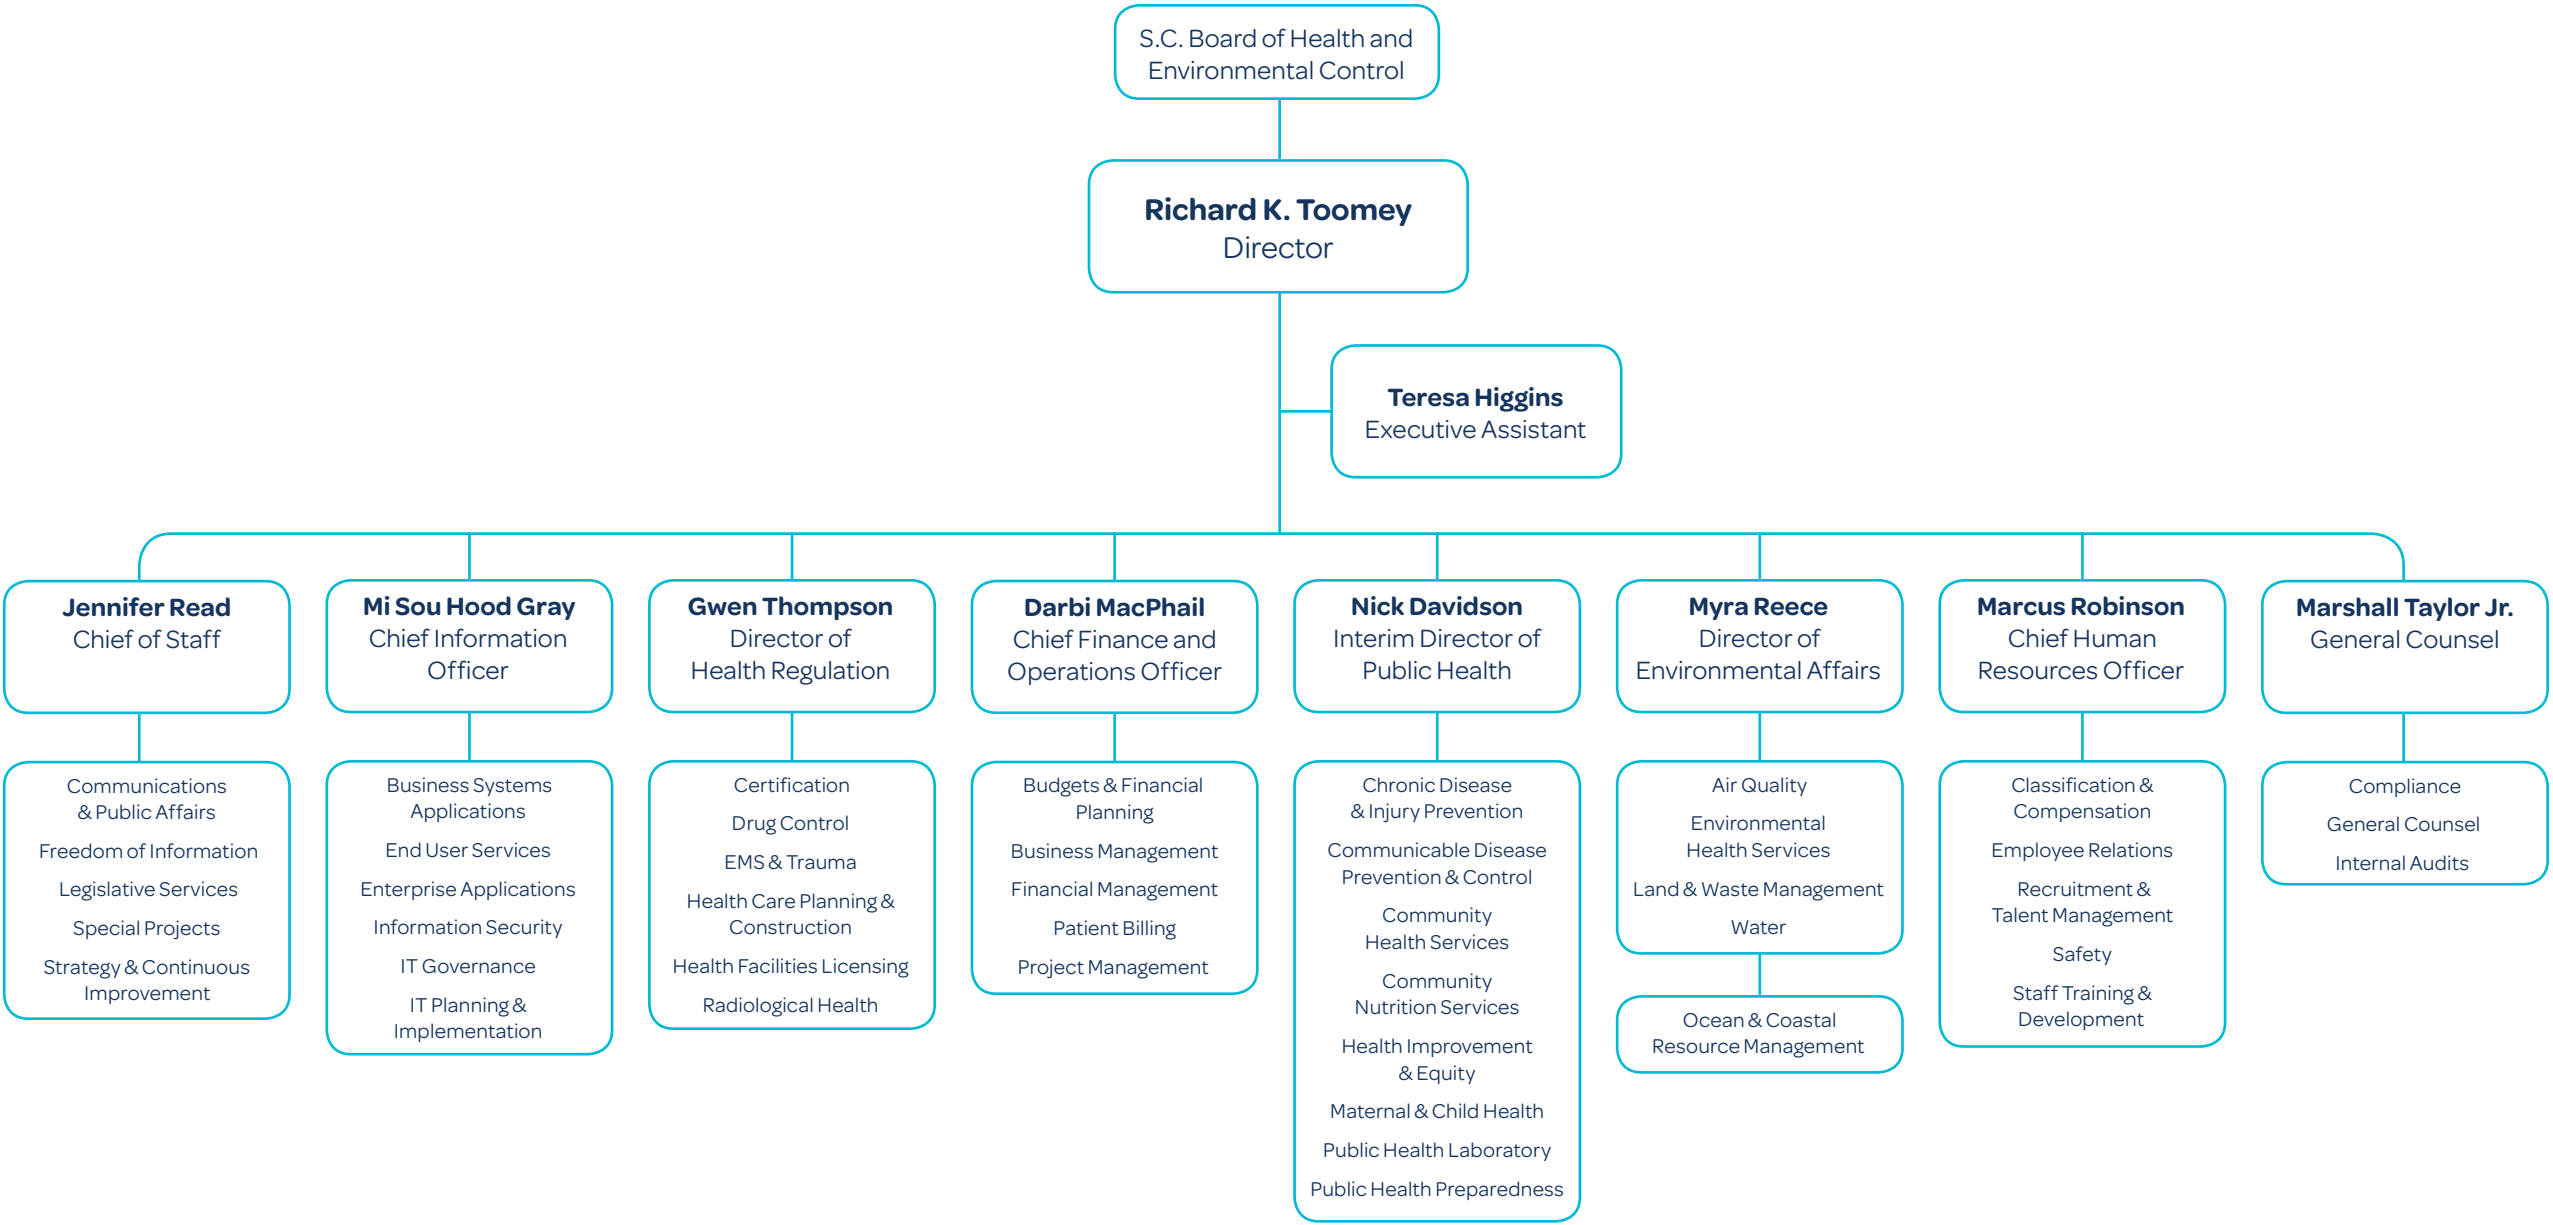 S.C. Board of Health and
Environmental Control
Richard K. Toomey
Director
Teresa Higgins
Executive Assistant
Jennifer Read
Chief of Staff
Communications
& Public Affairs
Freedom of Information
Legislative Services
Special Projects
Strategy & Continuous
Improvement
Mi Sou Hood Gray
Chief Information
Officer
Business Systems
Applications
End User Services
Enterprise Applications
Information Security
IT Governance
IT Planning &
Implementation
Gwen Thompson
Director of
Health Regulation
Certification
Drug Control
EMS & Trauma
Health Care Planning &
Construction
Health Facilities Licensing
Radiological Health
Darbi MacPhail
Chief Finance and
Operations Officer
Budgets & Financial
Planning
Business Management
Financial Management
Patient Billing
Project Management
Nick Davidson
Interim Director of
Public Health
Chronic Disease
& Injury Prevention
Communicable Disease
Prevention & Control
Community
Health Services
Community
Nutrition Services
Health Improvement
& Equity
Maternal & Child Health
Public Health Laboratory
Public Health Preparedness
Myra Reece
Director of
Environmental Affairs
Air Quality
Environmental
Health Services
Land & Waste Management
Water
Ocean & Coastal
Resource Management
Marcus Robinson
Chief Human
Resources Officer
Classification &
Compensation
Employee Relations
Recruitment &
Talent Management
Safety
Staff Training &
Development
Marshall Taylor Jr.
General Counsel
Compliance
General Counsel
Internal Audits